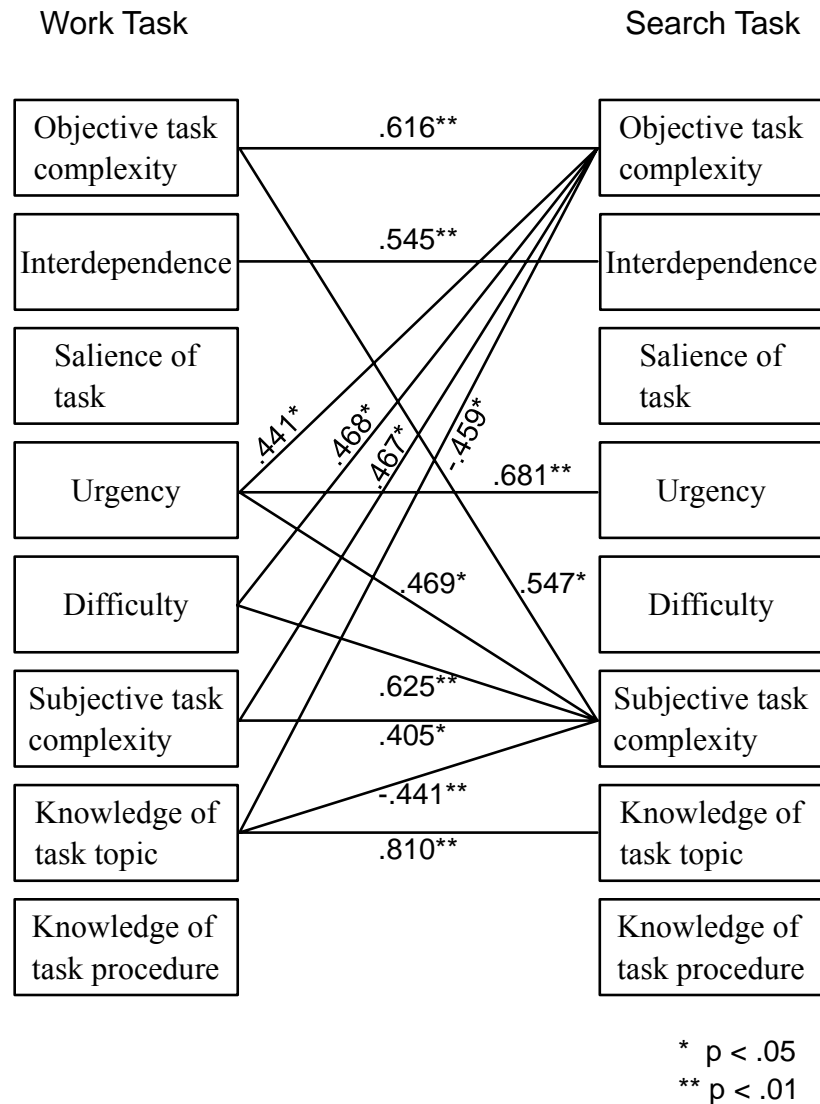 Work Task
Search Task
Objective task
complexity
.616**
Objective task
complexity
Interdependence
.545**
Interdependence
Salience of
task
Salience of
task
.441*
.468*
.467*
-.459*
Urgency
.681**
Urgency
Difficulty
.469*
.547*
Difficulty
Subjective task
complexity
.625**
.405*
Subjective task
complexity
Knowledge of
task topic
-.441**
.810**
Knowledge of
task topic
Knowledge of
task procedure
Knowledge of
task procedure
* p < .05
** p < .01